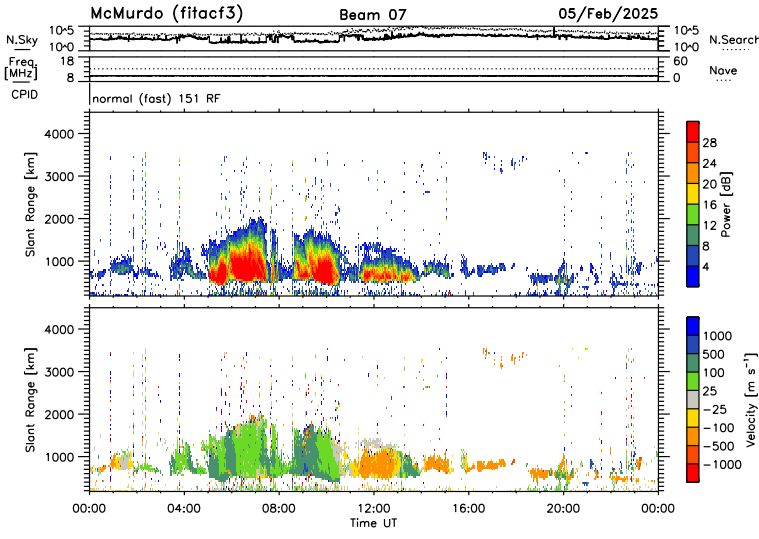 McMurdo (fitacf3) Beam 07 05/Feb/2025
N.Sky 10^5 10^0 10^5 10^0 N.Search
Freq. [MHz] 18 8 60 0 Nave
CPID normal (fast) 151 RF
Slant Range [km] 4000 3000 2000 1000
Power [dB] 28 24 20 16 12 8 4
Slant Range [km] 4000 3000 2000 1000
Velocity [m s^-1] 1000 500 100 25 -25 -100 -500 -1000
00:00 04:00 08:00 12:00 16:00 20:00 00:00
Time UT